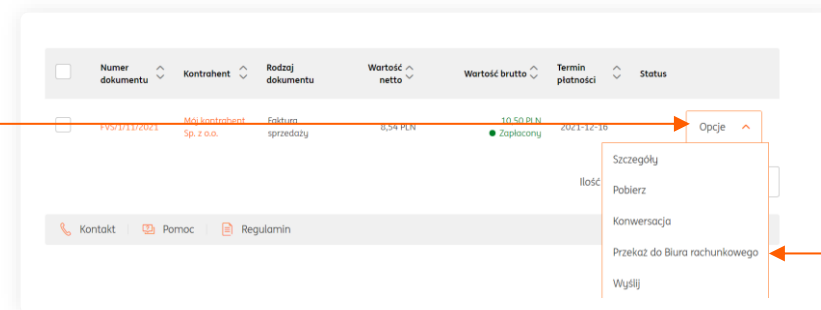 Numer dokumentu Kontrahent Rodzaj dokumentu Wartość netto Wartość brutto Termin płatności Status
FVS/1/11/2021 Mój kontrahent Sp. z o.o. Faktura sprzedaży 8,54 PLN 10,50 PLN Zapłacony 2021-12-16 Opcje
Szczegóły
Ilość
Pobierz
Konwersacja
Kontakt Pomoc Regulamin
Przekaż do Biura rachunkowego
Wyślij